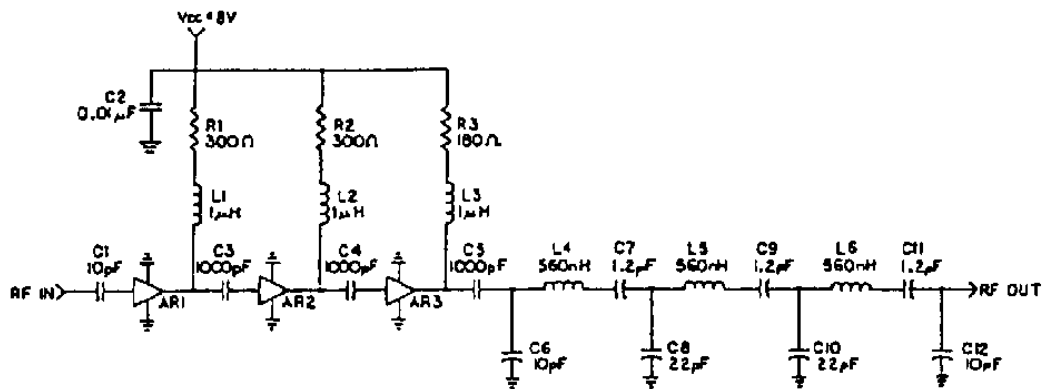 Vcc +8V
C2
0.01µF
R1
300Ω
R2
300Ω
R3
180Ω
L1
1µH
L2
1µH
L3
1µH
C1
10pF
C3
1000pF
C4
1000pF
C5
1000pF
L4
560nH
C7
1.2pF
L5
560nH
C9
1.2pF
L6
560nH
C11
1.2pF
RF IN
AR1
AR2
AR3
RF OUT
C6
10pF
C8
22pF
C10
22pF
C12
10pF